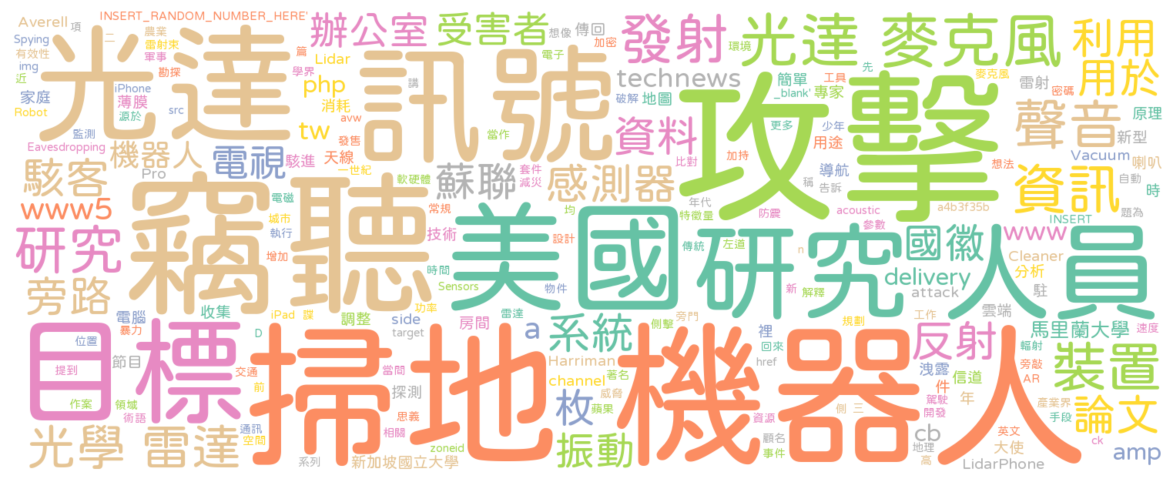 INSERT_RANDOM_NUMBER_HERE'
項 農業 二
Spying 雷射束
有效性 軍事
img 勘探
近
家庭 iPhone 薄膜
Robot src 源於
監測
Eavesdropping
光達 訊號
辦公室 受害者 想像 傳回
加密
篇 Lidar 電子
學界 php 講
消耗
tw avw
發售 當作
天線
發射 光達 麥克風 利用
環境 用於
technews 簡單 工具 先
專家 麥克風
破解 地圖 _blank' 雷射 密碼
資料 更多 少年 用途
比對 加持 想法
攻擊
聲音 原理
新型
Vacuum 喇叭
導航 自動
稱 告訴 資訊 時
機器人 電視 駭進
駭客 Pro 一世紀
套件
減災
軟硬體 蘇聯 感測器
電磁 均
年代
特徵量 防震 acoustic a4b3f35b 題為
參數 INSERT
www5 城市
執行 常規 設計
增加 技術
研究 竊聽 美國 研究人員
傳統 左道 n 國徽 www
Cleaner
時間 新 解釋 delivery 分析
旁路 Sensors 物件 attack 駐
雲端
收集 iPad 諜 功率
電腦 雷達 旁門 規劃 工作
暴力 D 調整 side 房間 系統 側擊 裡 馬里蘭大學
target a 回來 輻射 速度
位置
目標 掃地機器人
節目 當間 Harriman href 反射 洩露 旁敲
提到 交通 探測 channel 著名 件 信道 AR 裝置
前 威脅 駕駛 年 產業界
作案 領域 思義 枚 蘋果 資源 側 三 開發 手段
術語 相關 論文
光學 雷達 通訊 振動 顧名 英文 ck
空間 zoneid 事件 cb 大使 amp
系列 新加坡國立大學 地理 高 LidarPhone
Averell